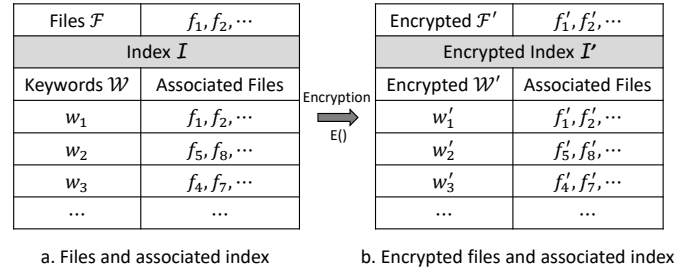 Files ℱ f₁, f₂, ⋯
Index I
Keywords 𝒲 Associated Files
w₁ f₁, f₂, ⋯
w₂ f₅, f₈, ⋯
w₃ f₄, f₇, ⋯
⋯ ⋯
a. Files and associated index
Encryption
E()
Encrypted ℱ′ f₁′, f₂′, ⋯
Encrypted Index I′
Encrypted 𝒲′ Associated Files
w₁′ f₁′, f₂′, ⋯
w₂′ f₅′, f₈′, ⋯
w₃′ f₄′, f₇′, ⋯
⋯ ⋯
b. Encrypted files and associated index